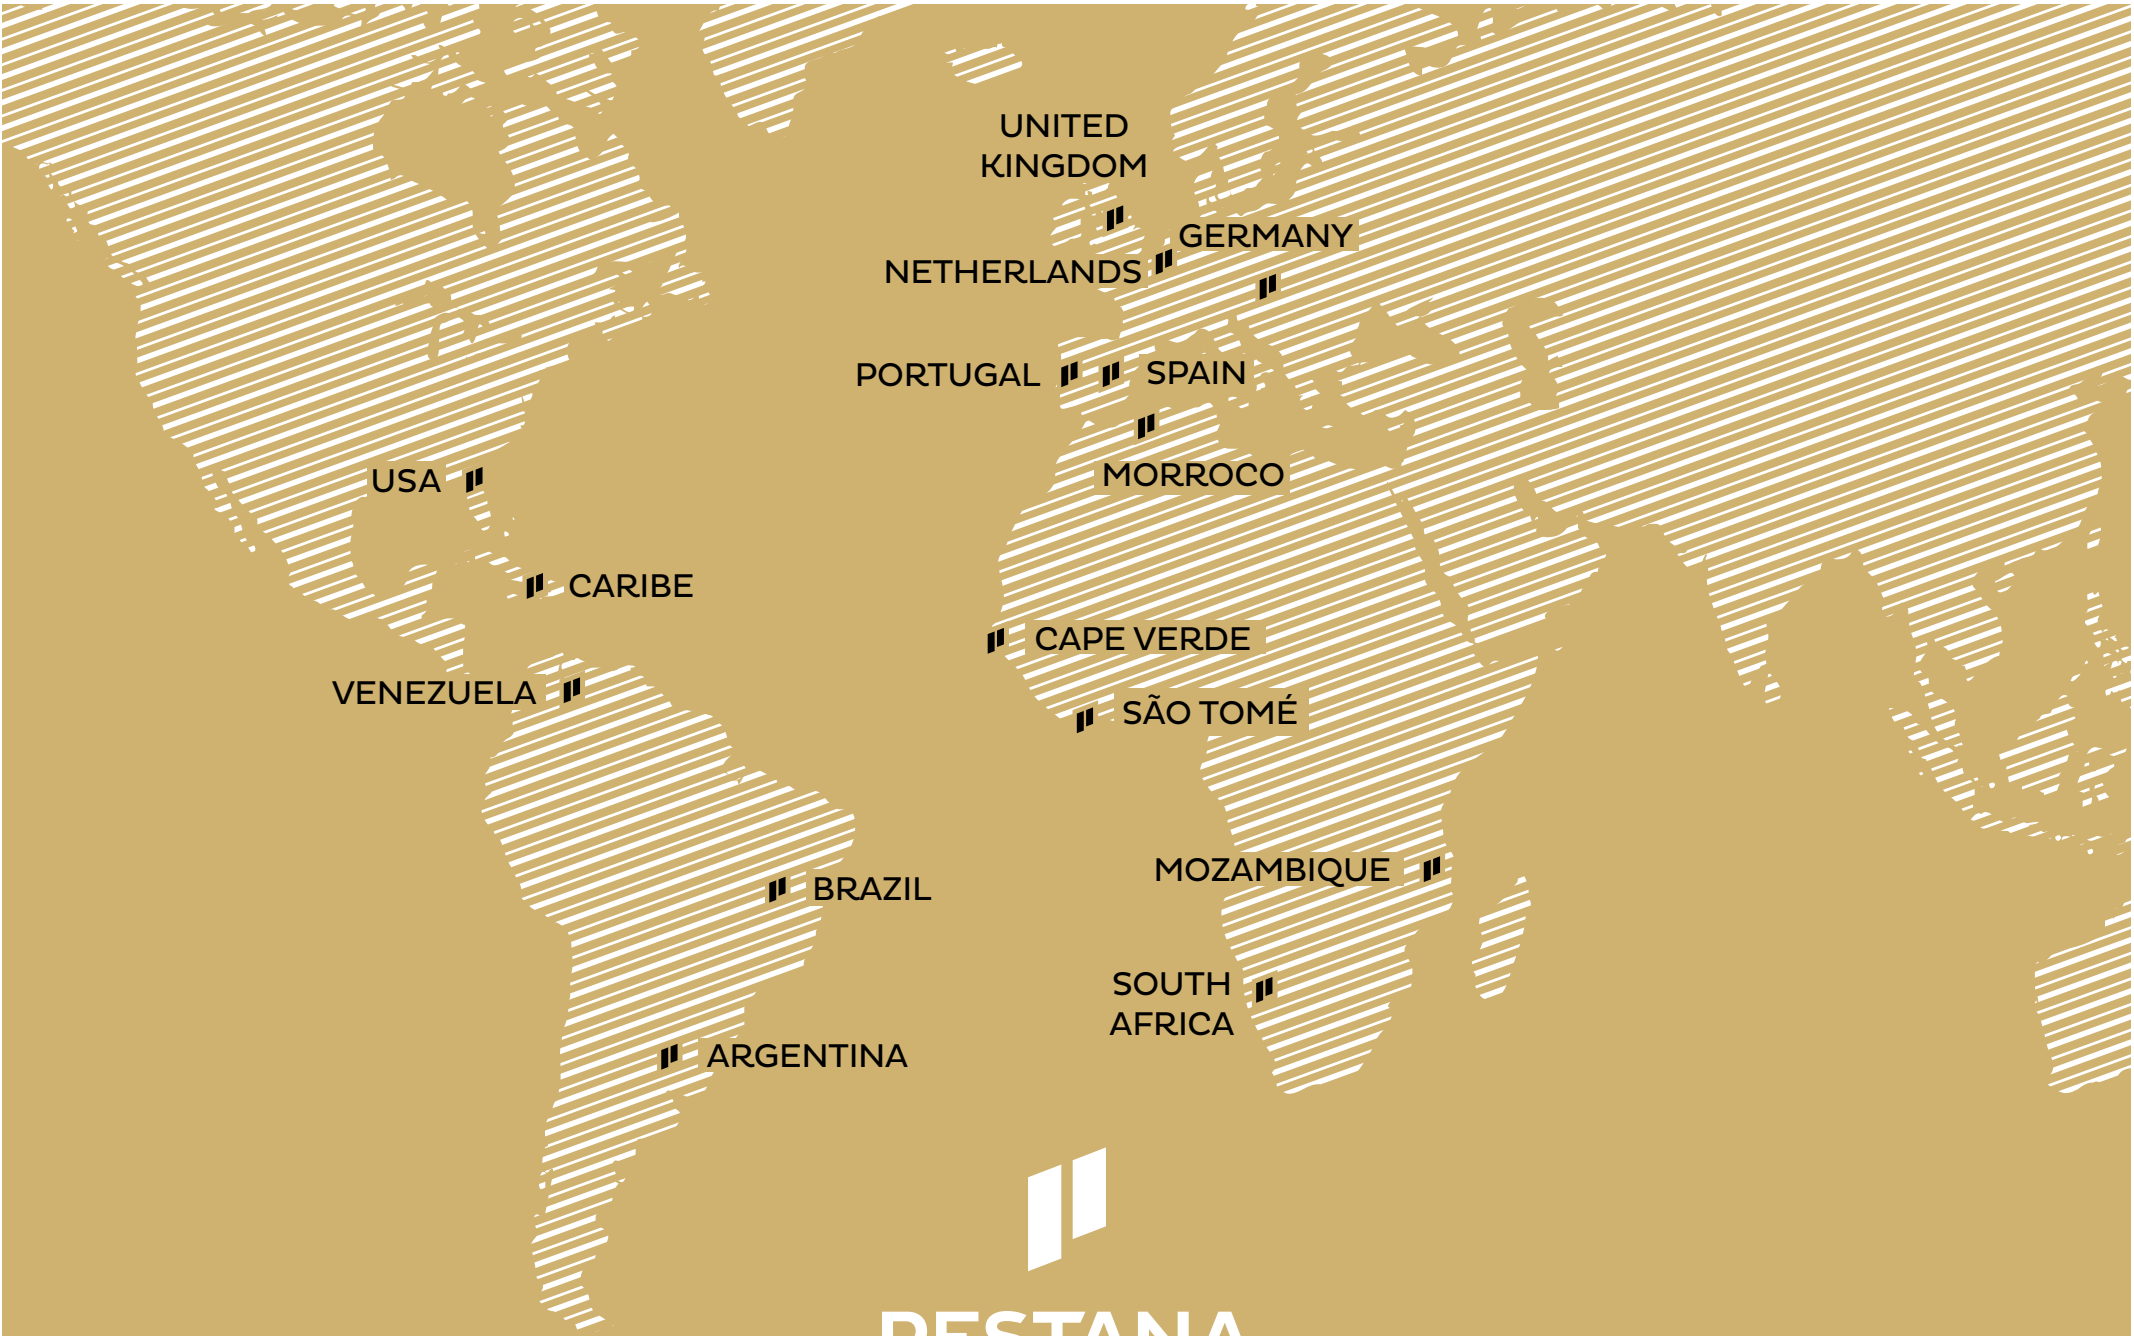 UNITED
KINGDOM
GERMANY
NETHERLANDS
PORTUGAL
SPAIN
MORROCO
USA
CARIBE
CAPE VERDE
VENEZUELA
SÃO TOMÉ
MOZAMBIQUE
BRAZIL
SOUTH
AFRICA
ARGENTINA
PESTANA